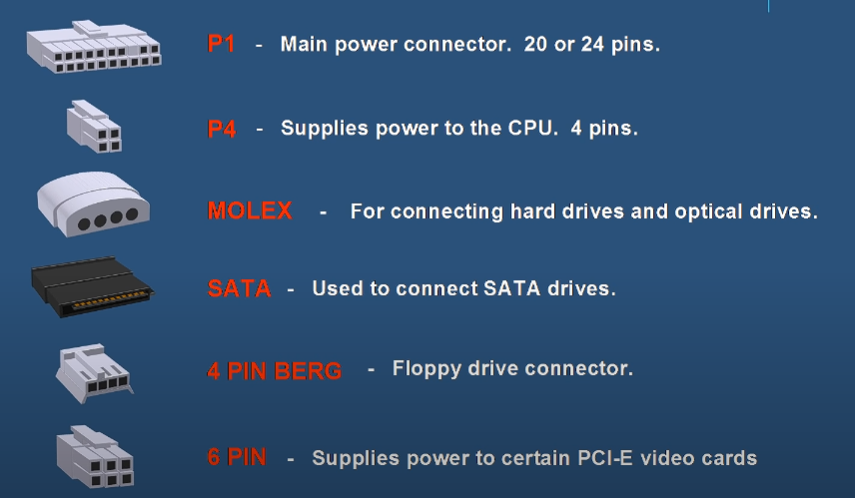 P1 - Main power connector. 20 or 24 pins.
P4 - Supplies power to the CPU. 4 pins.
MOLEX - For connecting hard drives and optical drives.
SATA - Used to connect SATA drives.
4 PIN BERG - Floppy drive connector.
6 PIN - Supplies power to certain PCI-E video cards